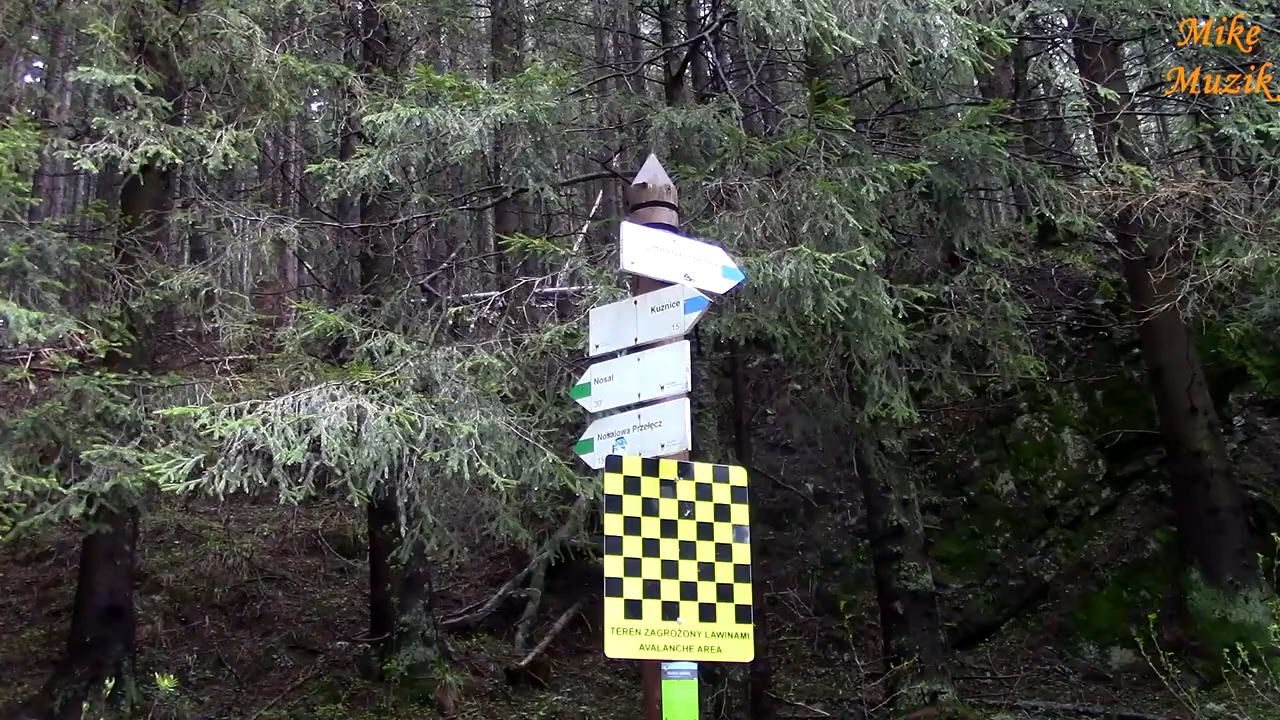 Mike
Muzik
Kuźnice
15'
Nosal
30'
Nosalowa Przełęcz
TEREN ZAGROŻONY LAWINAMI
AVALANCHE AREA